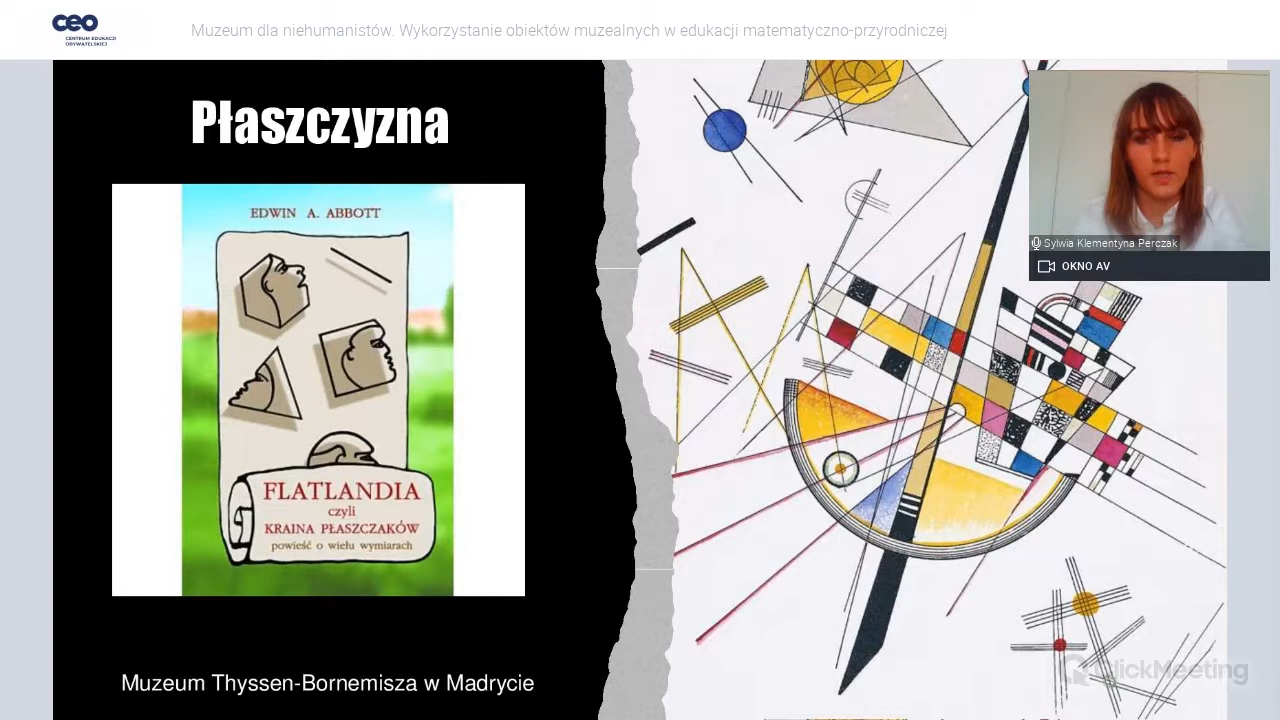 ceo
CENTRUM EDUKACJI
OBYWATELSKIEJ
Muzeum dla niehumanistów. Wykorzystanie obiektów muzealnych w edukacji matematyczno-przyrodniczej
Płaszczyzna
EDWIN A. ABBOTT
FLATLANDIA
czyli
KRAINA PŁASZCZAKÓW
powieść o wielu wymiarach
Muzeum Thyssen-Bornemisza w Madrycie
Sylwia Klementyna Perczak
OKNO AV
ClickMeeting